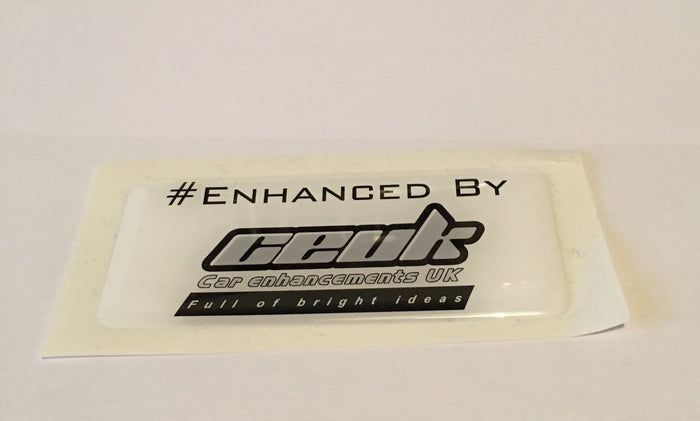 #ENHANCED BY
ceuk
Car enhancements UK
Full of bright ideas